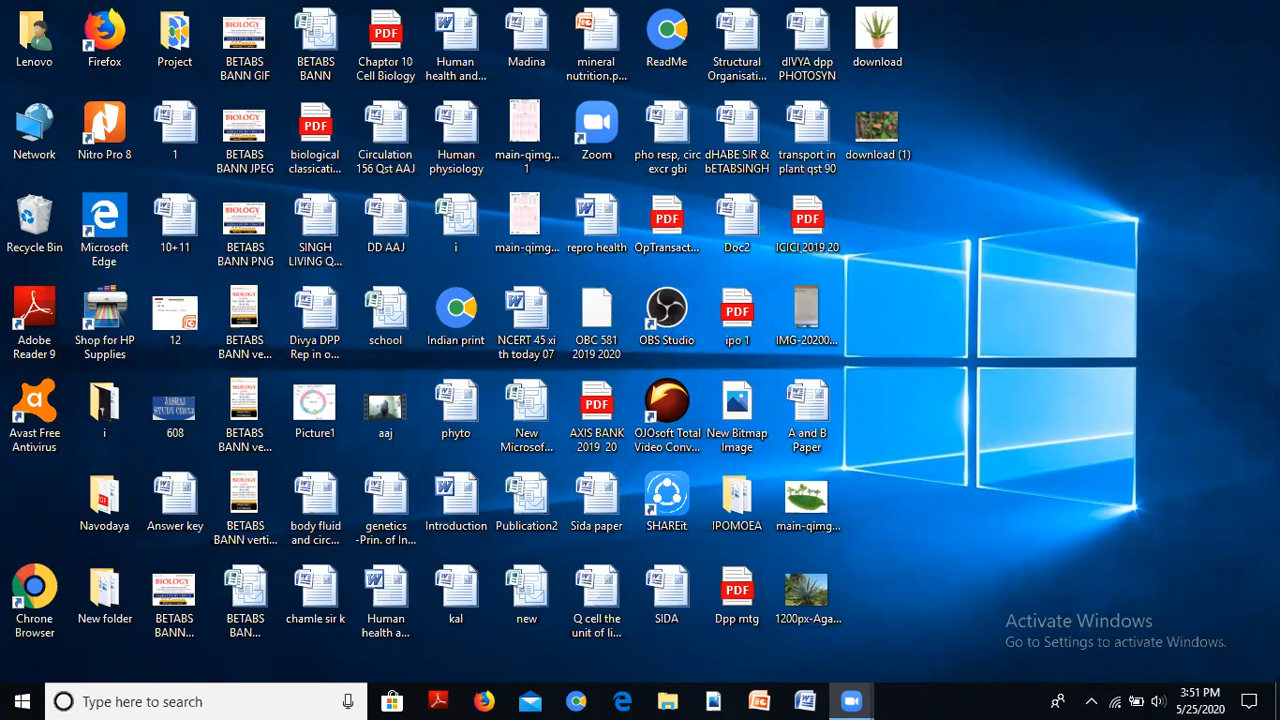 Lenovo
Firefox
Project
BETABS
BANN GIF
BETABS
BANN
Chaptor 10
Cell Biology
Human
health and...
Madina
mineral
nutrition.p...
ReadMe
Structural
Organisati...
dIVYA dpp
PHOTOSYN
download
Network
Nitro Pro 8
1
BETABS
BANN JPEG
biological
classicati...
Circulation
156 Qst AAJ
Human
physiology
main-qimg...
1
Zoom
pho resp, circ
excr gbi
dHABE SIR &
bETABSINGH
transport in
plant qst 90
download (1)
Recycle Bin
Microsoft
Edge
10+11
BETABS
BANN PNG
SINGH
LIVING Q...
DD AAJ
i
main-qimg...
repro health
OpTransact...
Doc2
ICICI 2019 20
Adobe
Reader 9
Shop for HP
Supplies
12
BETABS
BANN ve...
Divya DPP
Rep in o...
school
Indian print
NCERT 45 xi
th today 07
OBC 581
2019 2020
OBS Studio
ipo 1
IMG-20200...
Avast Free
Antivirus
i
608
BETABS
BANN ve...
Picture1
aaj
phyto
New
Microsof...
AXIS BANK
2019 20
OJOsoft Total
Video Conv...
New Bitmap
Image
A and B
Paper
Navodaya
Answer key
BETABS
BANN verti...
body fluid
and circ...
genetics
-Prin. of In...
Introduction
Publication2
Sida paper
SHAREit
IPOMOEA
main-qimg...
Chrone
Browser
New folder
BETABS
BANN...
BETABS
BAN...
chamle sir k
Human
health a...
kal
new
Q cell the
unit of li...
SIDA
Dpp mtg
1200px-Aga...
BIOLOGY
PDF
STUDY CIRCLE
Activate Windows
Go to Settings to activate Windows.
Type here to search
3:51 PM
5/25/2020